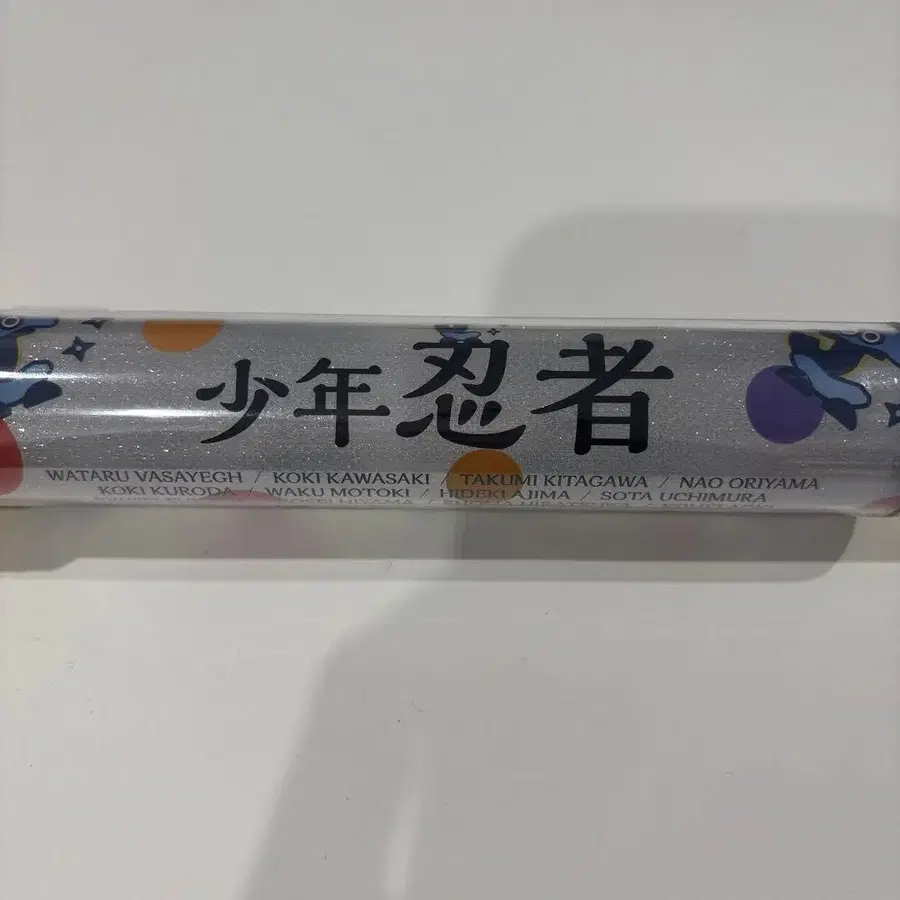 少年忍者
WATARU VASAYEGH / KOKI KAWASAKI / TAKUMI KITAGAWA / NAO ORIYAMA
KOKI KURODA WAKU MOTOKI / HIDEKI AJIMA / SOTA UCHIMURA